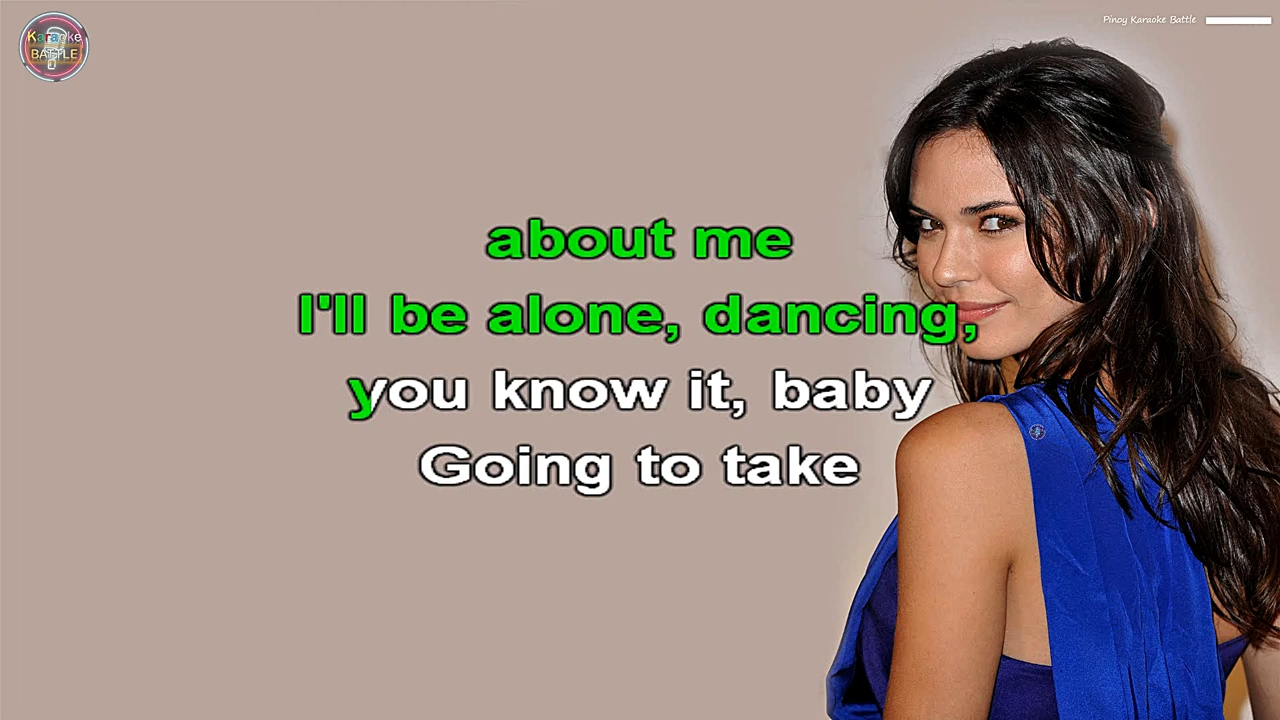 Pinoy Karaoke Battle
Karaoke
BATTLE
about me
I'll be alone, dancing,
you know it, baby
Going to take